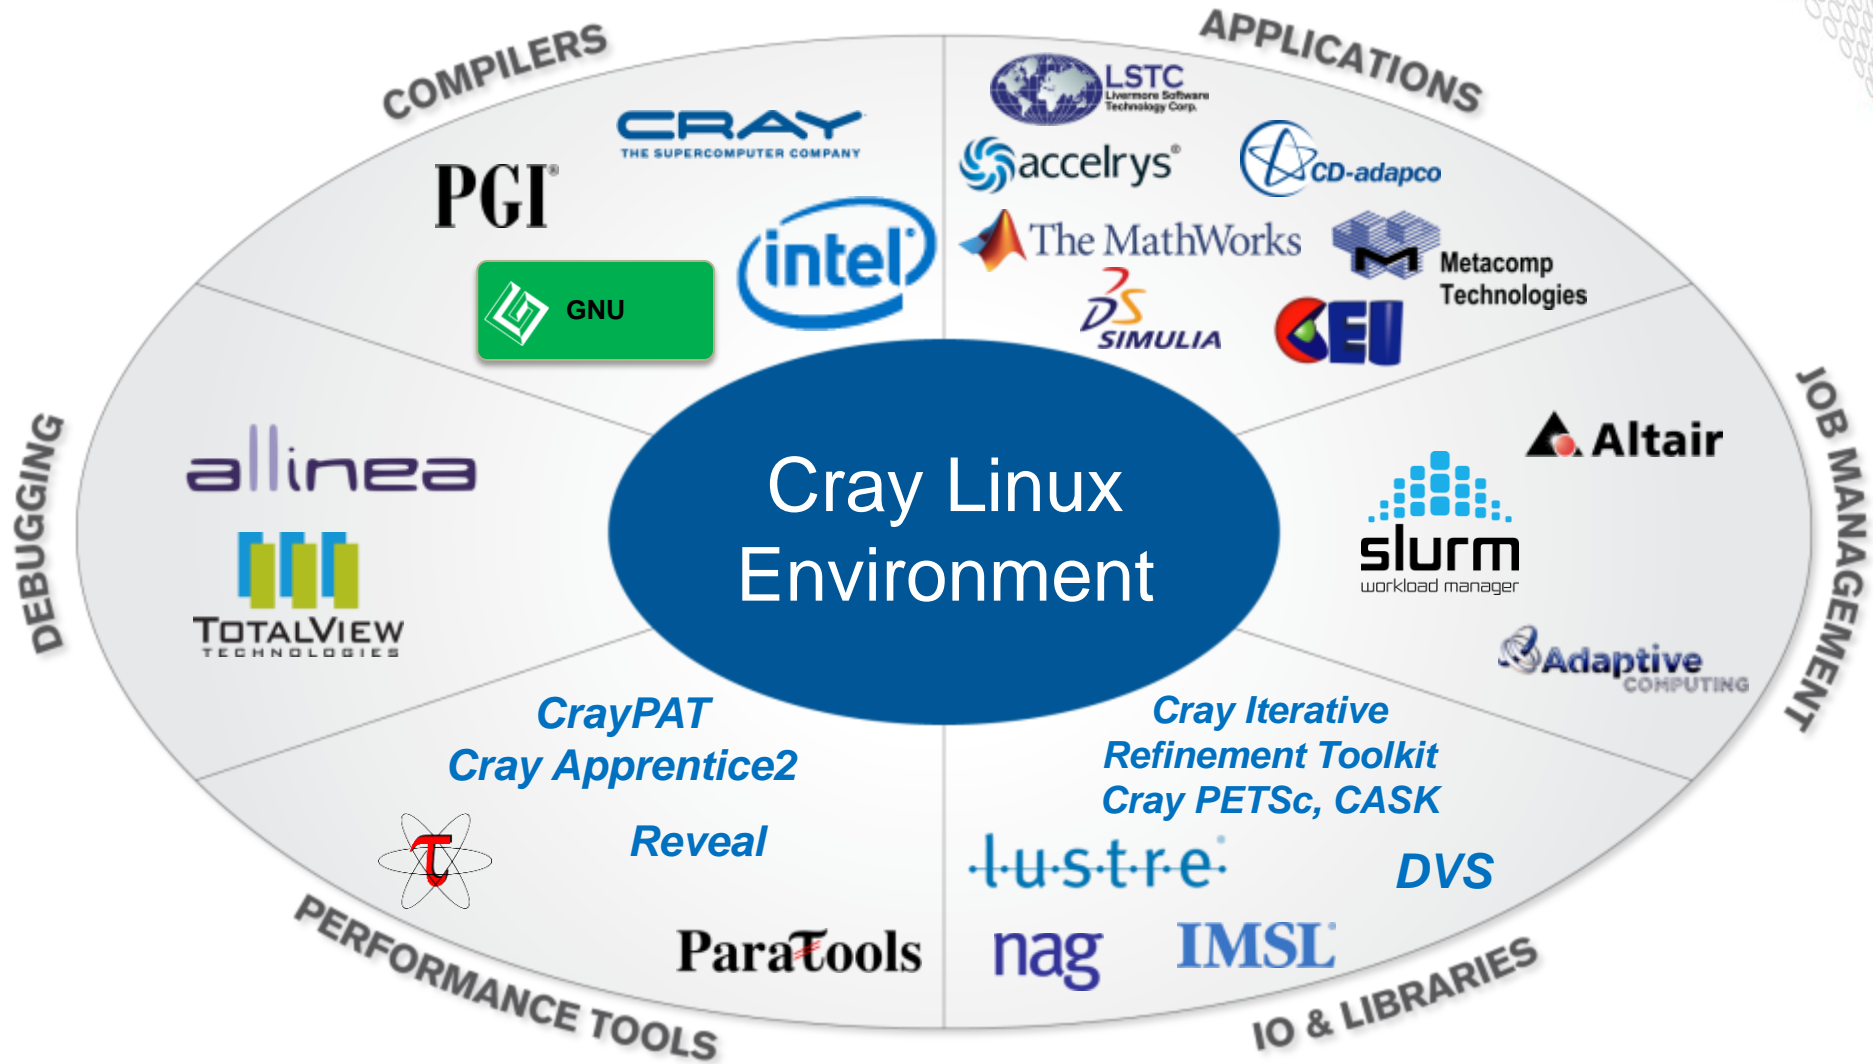 COMPILERS
CRAY
THE SUPERCOMPUTER COMPANY
PGI®
GNU
intel®
APPLICATIONS
LSTC
Livermore Software
Technology Corp.
accelrys®
CD-adapco
The MathWorks
Metacomp
Technologies
SIMULIA
CEI
DEBUGGING
allinea
TOTALVIEW
TECHNOLOGIES
Cray Linux
Environment
JOB MANAGEMENT
Altair
slurm
workload manager
Adaptive
COMPUTING
PERFORMANCE TOOLS
CrayPAT
Cray Apprentice2
Reveal
τ
ParaTools
IO & LIBRARIES
Cray Iterative
Refinement Toolkit
Cray PETSc, CASK
l·u·s·t·r·e
DVS
nag
IMSL®